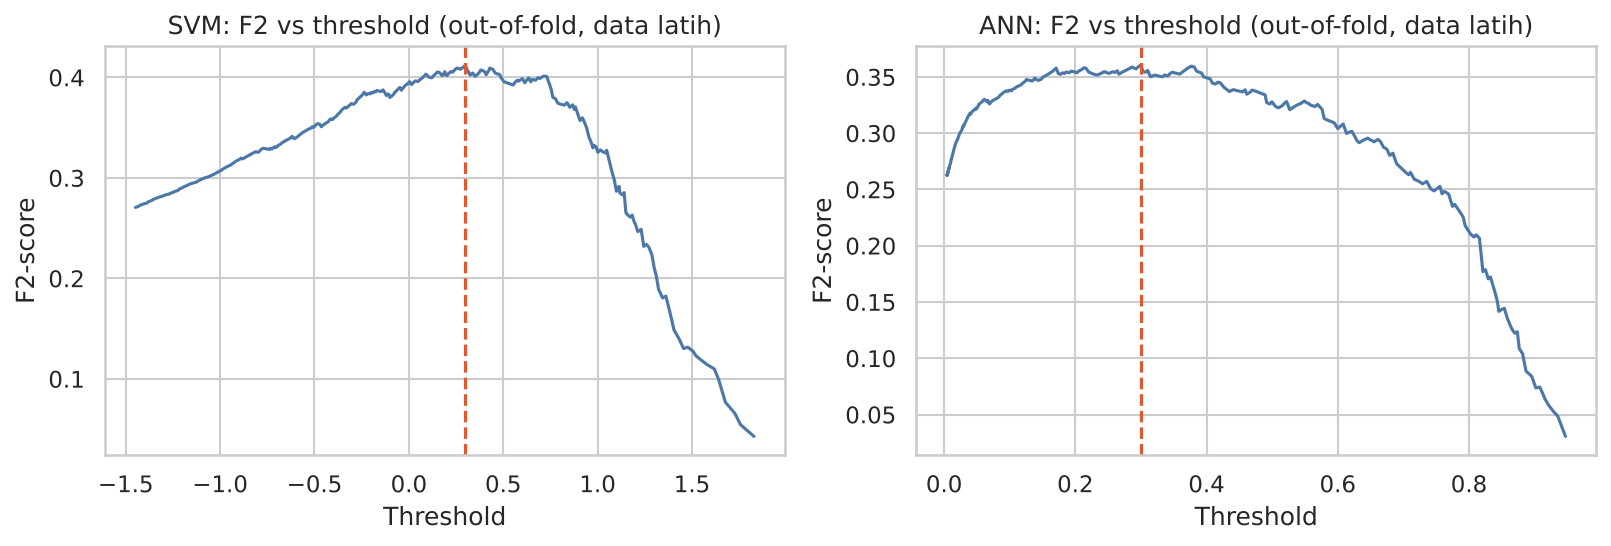 SVM: F2 vs threshold (out-of-fold, data latih)
F2-score
0.4
0.3
0.2
0.1
−1.5 −1.0 −0.5 0.0 0.5 1.0 1.5
Threshold
ANN: F2 vs threshold (out-of-fold, data latih)
F2-score
0.35
0.30
0.25
0.20
0.15
0.10
0.05
0.0 0.2 0.4 0.6 0.8
Threshold